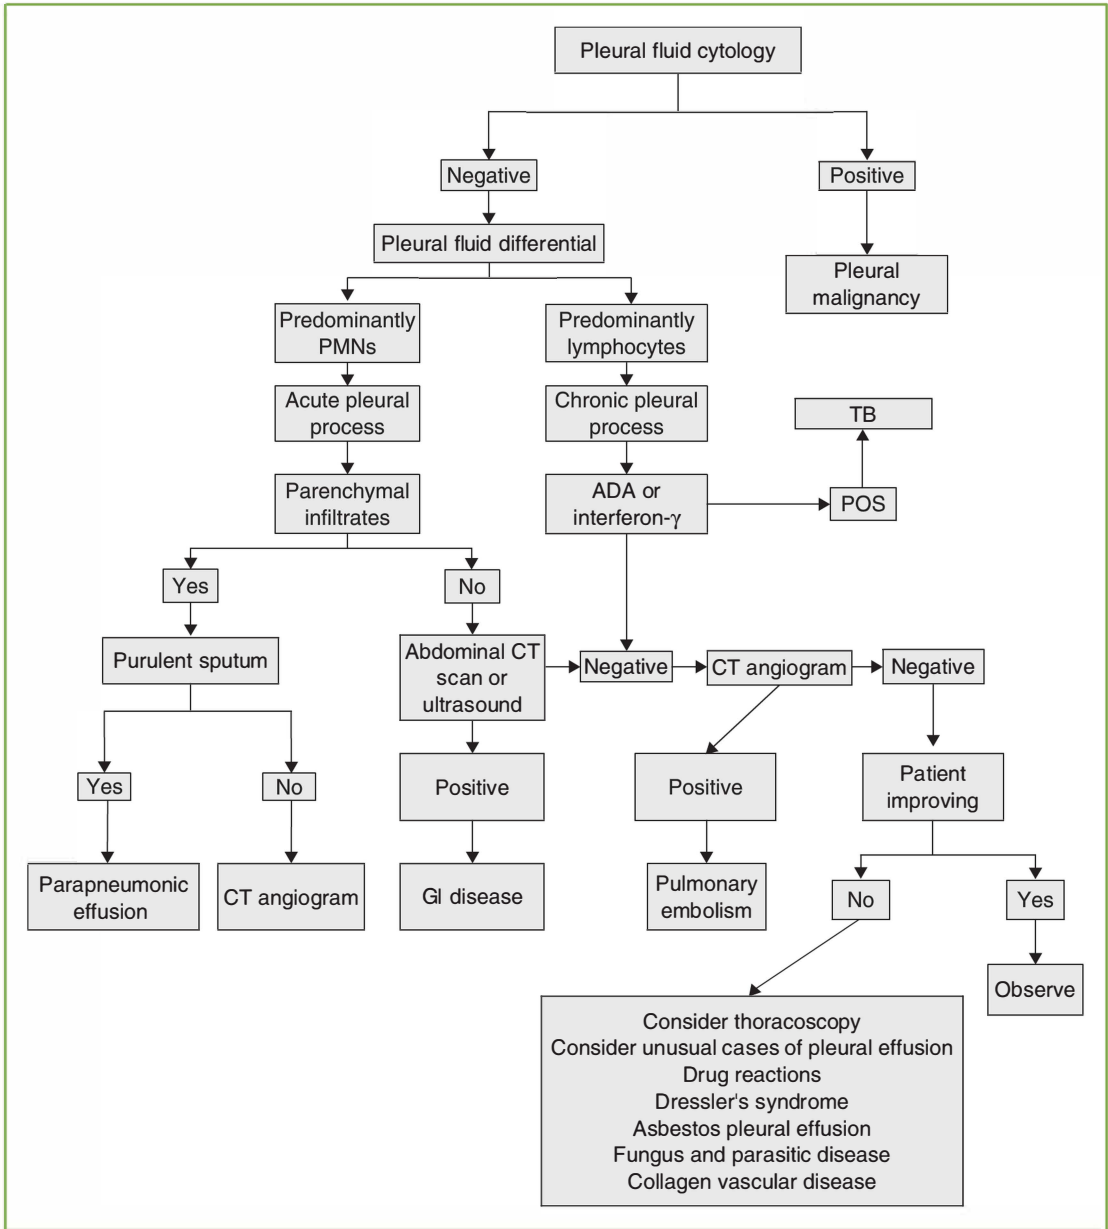 Pleural fluid cytology
Negative
Positive
Pleural fluid differential
Pleural
malignancy
Predominantly
PMNs
Predominantly
lymphocytes
Acute pleural
process
Chronic pleural
process
TB
Parenchymal
infiltrates
ADA or
interferon-γ
POS
Yes
No
Purulent sputum
Abdominal CT
scan or
ultrasound
Negative
CT angiogram
Negative
Yes
No
Positive
Positive
Patient
improving
Parapneumonic
effusion
CT angiogram
GI disease
Pulmonary
embolism
No
Yes
Observe
Consider thoracoscopy
Consider unusual cases of pleural effusion
Drug reactions
Dressler's syndrome
Asbestos pleural effusion
Fungus and parasitic disease
Collagen vascular disease